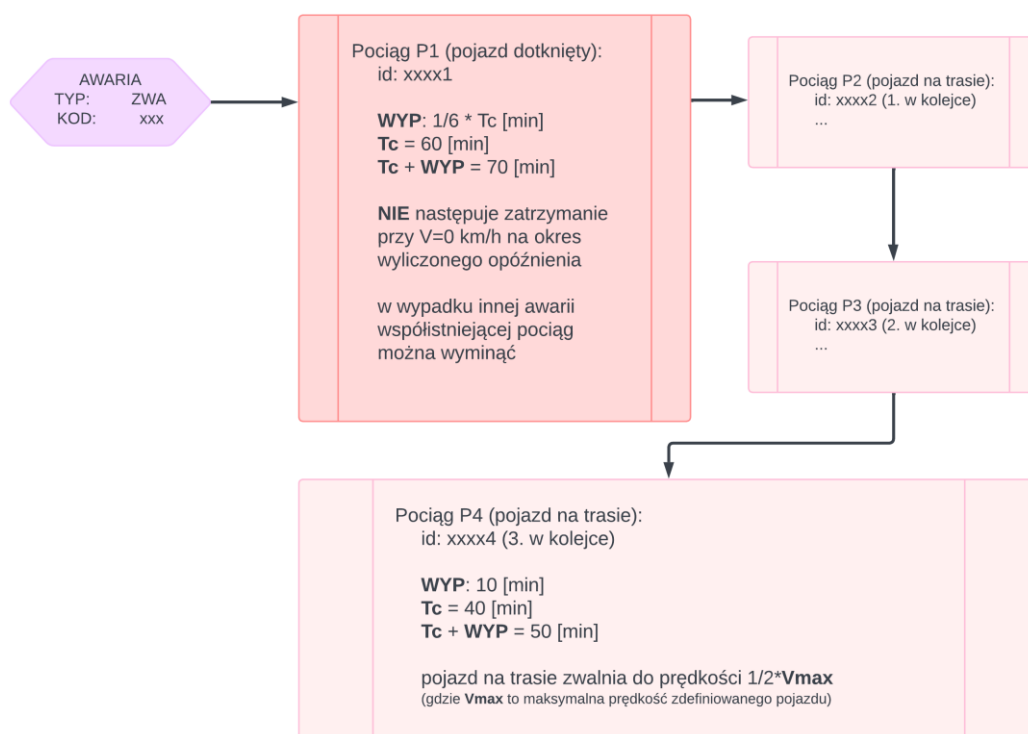 AWARIA
TYP: ZWA
KOD: xxx
Pociąg P1 (pojazd dotknięty):
id: xxxx1
WYP: 1/6 * Tc [min]
Tc = 60 [min]
Tc + WYP = 70 [min]
NIE następuje zatrzymanie
przy V=0 km/h na okres
wyliczonego opóźnienia
w wypadku innej awarii
współistniejącej pociąg
można wyminąć
Pociąg P2 (pojazd na trasie):
id: xxxx2 (1. w kolejce)
...
Pociąg P3 (pojazd na trasie):
id: xxxx3 (2. w kolejce)
...
Pociąg P4 (pojazd na trasie):
id: xxxx4 (3. w kolejce)
WYP: 10 [min]
Tc = 40 [min]
Tc + WYP = 50 [min]
pojazd na trasie zwalnia do prędkości 1/2*Vmax
(gdzie Vmax to maksymalna prędkość zdefiniowanego pojazdu)